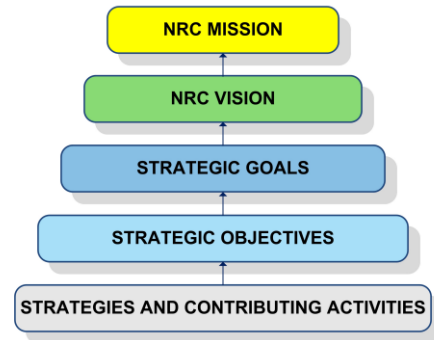 NRC MISSION
NRC VISION
STRATEGIC GOALS
STRATEGIC OBJECTIVES
STRATEGIES AND CONTRIBUTING ACTIVITIES